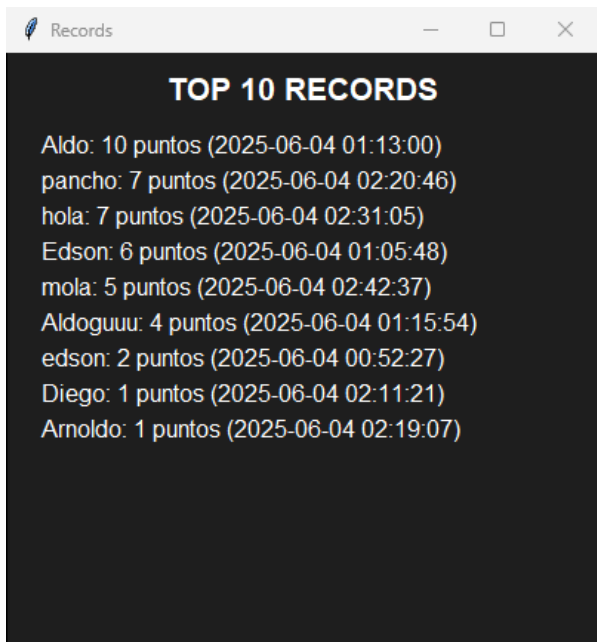 Records
TOP 10 RECORDS
Aldo: 10 puntos (2025-06-04 01:13:00)
pancho: 7 puntos (2025-06-04 02:20:46)
hola: 7 puntos (2025-06-04 02:31:05)
Edson: 6 puntos (2025-06-04 01:05:48)
mola: 5 puntos (2025-06-04 02:42:37)
Aldoguuu: 4 puntos (2025-06-04 01:15:54)
edson: 2 puntos (2025-06-04 00:52:27)
Diego: 1 puntos (2025-06-04 02:11:21)
Arnoldo: 1 puntos (2025-06-04 02:19:07)